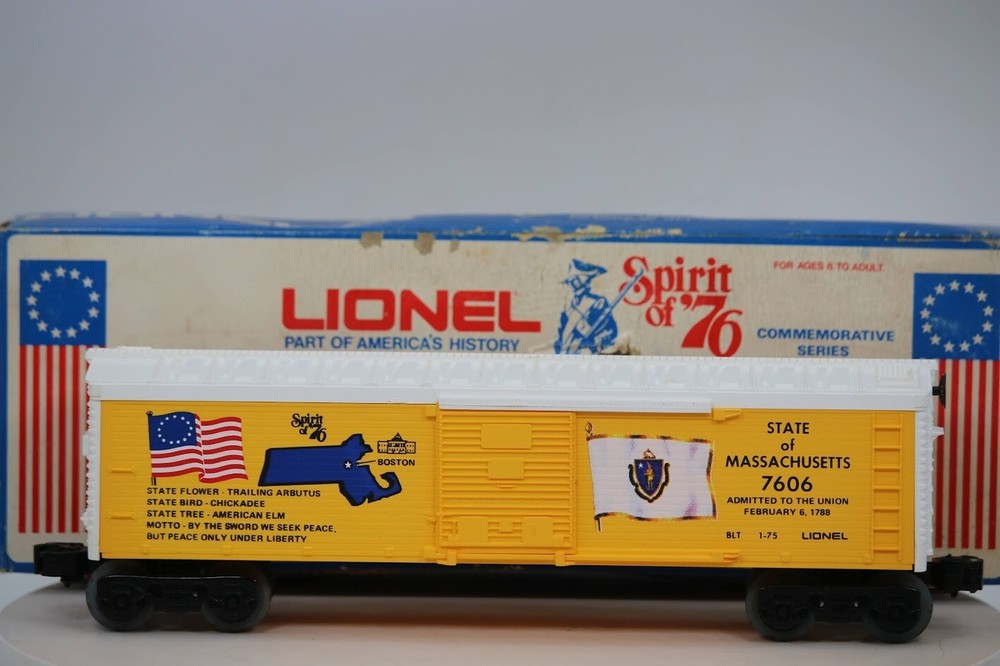 LIONEL
PART OF AMERICA'S HISTORY
Spirit
of '76
FOR AGES 8 TO ADULT
COMMEMORATIVE
SERIES
Spirit
of '76
BOSTON
STATE FLOWER - TRAILING ARBUTUS
STATE BIRD - CHICKADEE
STATE TREE - AMERICAN ELM
MOTTO - BY THE SWORD WE SEEK PEACE,
BUT PEACE ONLY UNDER LIBERTY
STATE
of
MASSACHUSETTS
7606
ADMITTED TO THE UNION
FEBRUARY 6, 1788
BLT 1-75 LIONEL